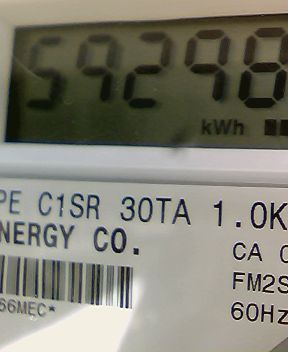 59298
kWh
PE C1SR 30TA 1.0K
NERGY CO.
CA
FM2S
66MEC*
60Hz